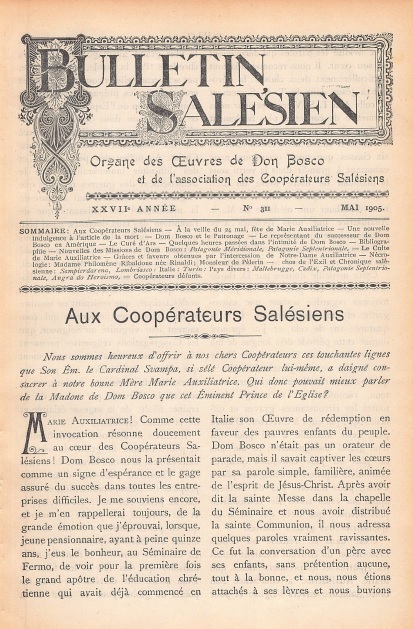 BULLETIN
SALÉSIEN
Organe des Œuvres de Don Bosco
et de l'association des Coopérateurs Salésiens
XXVIIe ANNÉE — No 311 — MAI 1905.
SOMMAIRE: Aux Coopérateurs Salésiens — À la veille du 24 mai, fête de Marie Auxiliatrice — Une nouvelle
indulgence à l'article de la mort. — Dom Bosco et le Patronage — Le représentant du successeur de Dom
Bosco en Amérique — Le Curé d'Ars — Quelques heures passées dans l'intimité de Dom Bosco — Bibliogra-
phie — Nouvelles des Missions de Dom Bosco: Patagonie Méridionale, Patagonie Septentrionale, — Le Culte
de Marie Auxiliatrice — Grâces et faveurs obtenues par l'intercession de Notre-Dame Auxiliatrice — Nécro-
logie: Madame Philomène Ribalione née Rinaldi; Monsieur de Pèlerin — chos de l'Exil et Chronique salé-
sienne: Sampierdarena, Lombriasco: Italie: Turin: Pays divers: Mallebrugge, Cadix, Patagonie Septentrio-
nale, Angra do Heroismo, — Coopérateurs défunts.
Aux Coopérateurs Salésiens
Nous sommes heureux d'offrir à nos chers Coopérateurs ces touchantes lignes
que Son Ém. le Cardinal Svampa, si zélé Coopérateur lui-même, a daigné con-
sacrer à notre bonne Mère Marie Auxiliatrice. Qui donc pouvait mieux parler
de la Madone de Dom Bosco que cet Éminent Prince de l'Eglise?
MARIE AUXILIATRICE! Comme cette
invocation résonne doucement
au cœur des Coopérateurs Sa-
lésiens! Dom Bosco nous la présentait
comme un signe d'espérance et le gage
assuré du succès dans toutes les entre-
prises difficiles. Je me souviens encore,
et je m'en rappellerai toujours, de la
grande émotion que j'éprouvai, lorsque,
jeune pensionnaire, ayant à peine quinze
ans, j'eus le bonheur, au Séminaire de
Fermo, de voir pour la première fois
le grand apôtre de l'éducation chré-
tienne qui avait déjà commencé en
Italie son Œuvre de rédemption en
faveur des pauvres enfants du peuple.
Dom Bosco n'était pas un orateur de
parade, mais il savait captiver les cœurs
par sa parole simple, familière, animée
de l'esprit de Jésus-Christ. Après avoir
dit la sainte Messe dans la chapelle
du Séminaire et nous avoir distribué
la sainte Communion, il nous adressa
quelques paroles vraiment ravissantes.
Ce fut la conversation d'un père avec
ses enfants, sans prétention aucune,
tout à la bonne, et nous, nous étions
attachés à ses lèvres et nous buvions